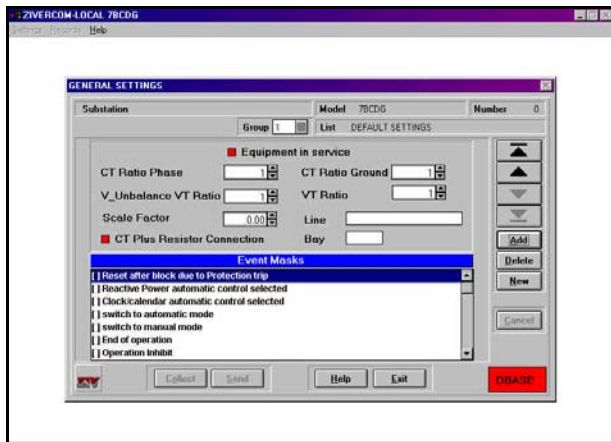 ZIVERCOM-LOCAL 7BCDG
Settings Records Help
GENERAL SETTINGS
Substation Model 7BCDG Number 0
Group 1 List DEFAULT SETTINGS
Equipment in service
CT Ratio Phase 1 CT Ratio Ground 1
V_Unbalance VT Ratio 1 VT Ratio 1
Scale Factor 0.00 Line
CT Plus Resistor Connection Bay
Event Masks
[ ] Reset after block due to Protection trip
[ ] Reactive Power automatic control selected
[ ] Clock/calendar automatic control selected
[ ] switch to automatic mode
[ ] switch to manual mode
[ ] End of operation
[ ] Operation Inhibit
Add
Delete
New
Cancel
ZIV Collect Send Help Exit DBASE